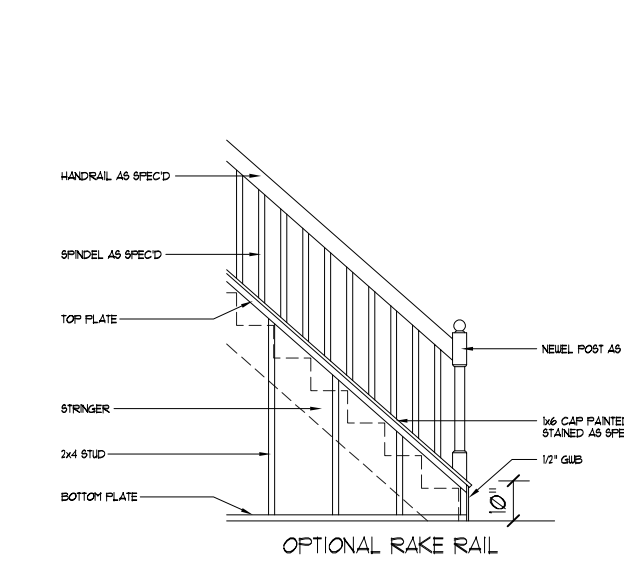 HANDRAIL AS SPEC'D
SPINDEL AS SPEC'D
TOP PLATE
NEWEL POST AS
STRINGER
1x6 CAP PAINTED
STAINED AS SPE
2x4 STUD
1/2" GWB
BOTTOM PLATE
10"
OPTIONAL RAKE RAIL